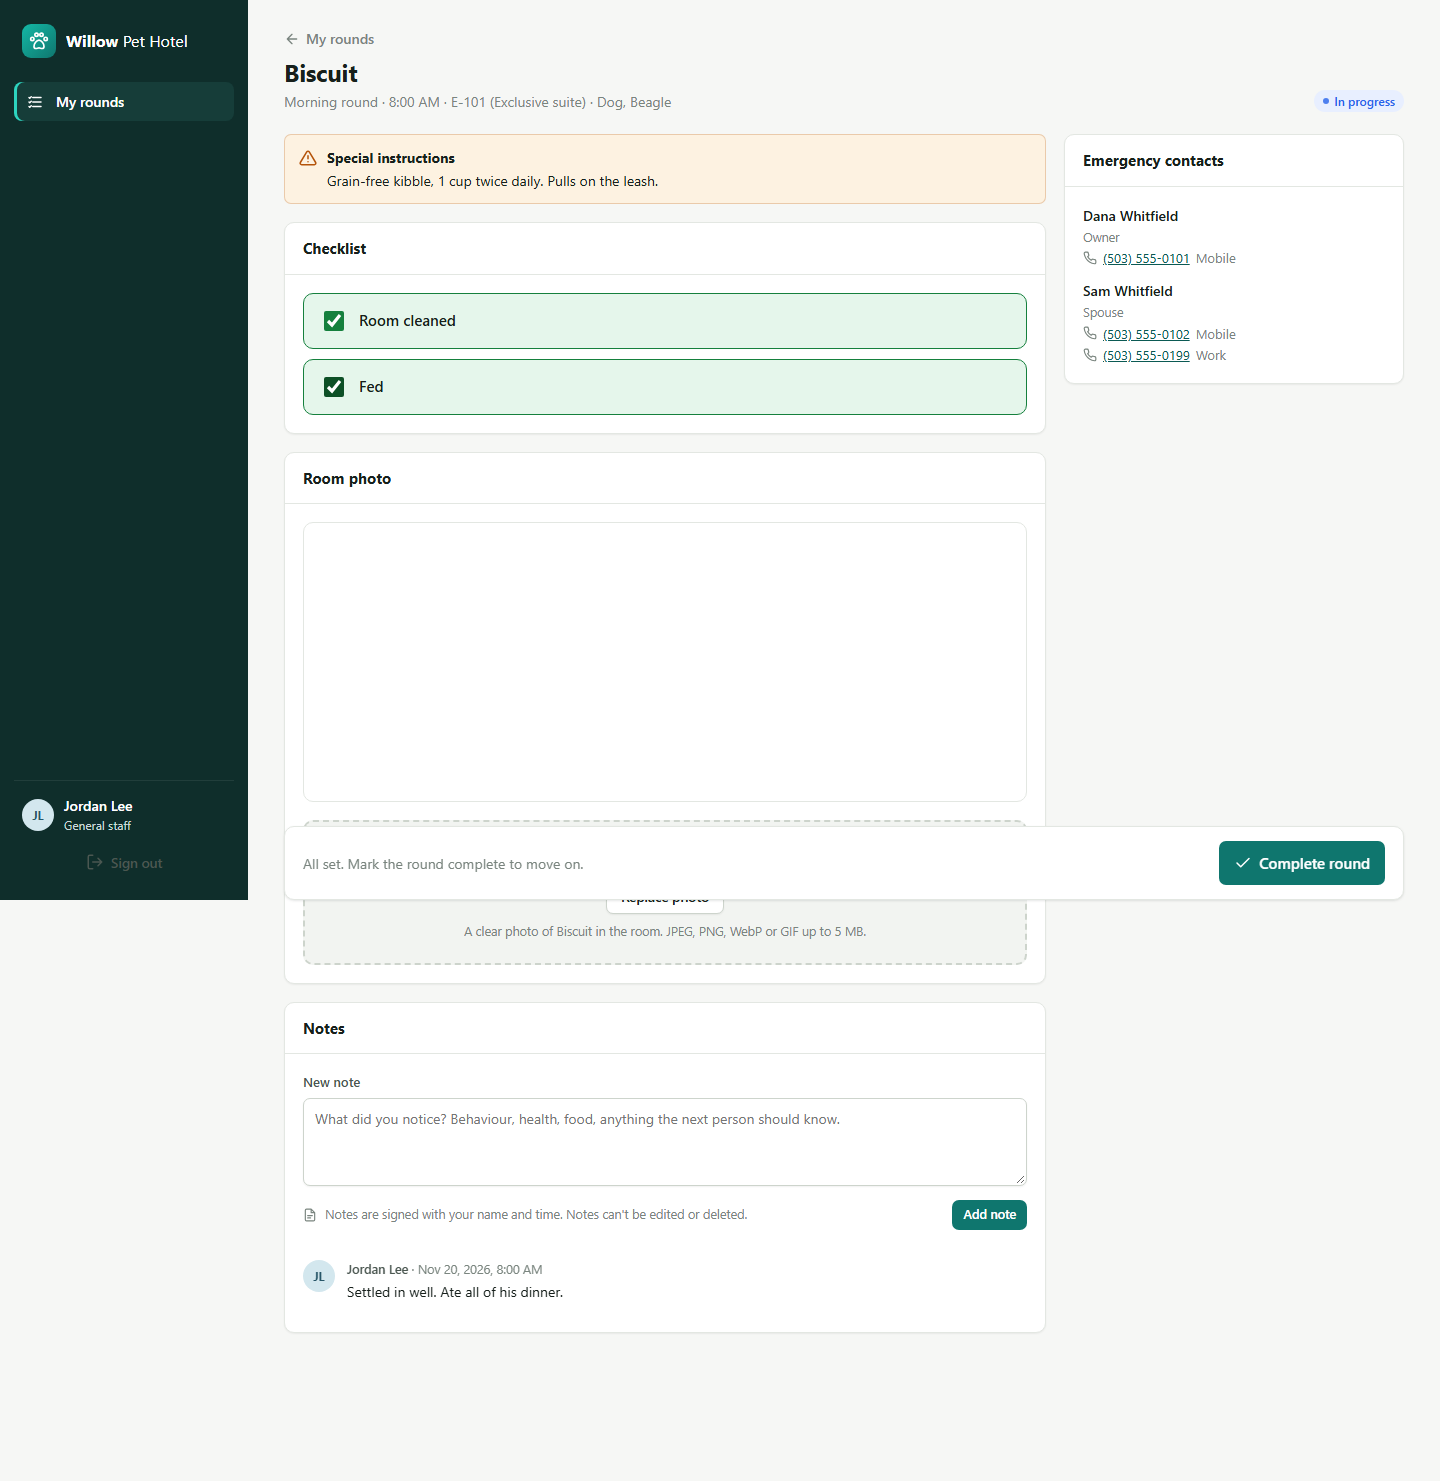 Willow Pet Hotel
My rounds
Jordan Lee
JL
General staff
Sign out
My rounds
Biscuit
Morning round · 8:00 AM · E-101 (Exclusive suite) · Dog, Beagle
In progress
Special instructions
Grain-free kibble, 1 cup twice daily. Pulls on the leash.
Checklist
Room cleaned
Fed
Room photo
All set. Mark the round complete to move on.
Complete round
Replace photo
A clear photo of Biscuit in the room. JPEG, PNG, WebP or GIF up to 5 MB.
Notes
New note
What did you notice? Behaviour, health, food, anything the next person should know.
Notes are signed with your name and time. Notes can't be edited or deleted.
Add note
JL
Jordan Lee · Nov 20, 2026, 8:00 AM
Settled in well. Ate all of his dinner.
Emergency contacts
Dana Whitfield
Owner
(503) 555-0101 Mobile
Sam Whitfield
Spouse
(503) 555-0102 Mobile
(503) 555-0199 Work